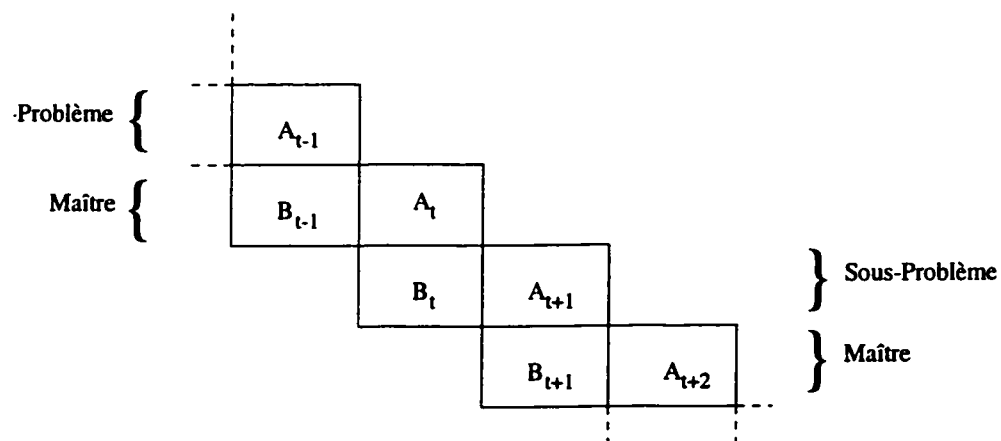 ·Problème {
A_{t-1}
Maître {
B_{t-1}
A_t
B_t
A_{t+1}
} Sous-Problème
B_{t+1}
A_{t+2}
} Maître